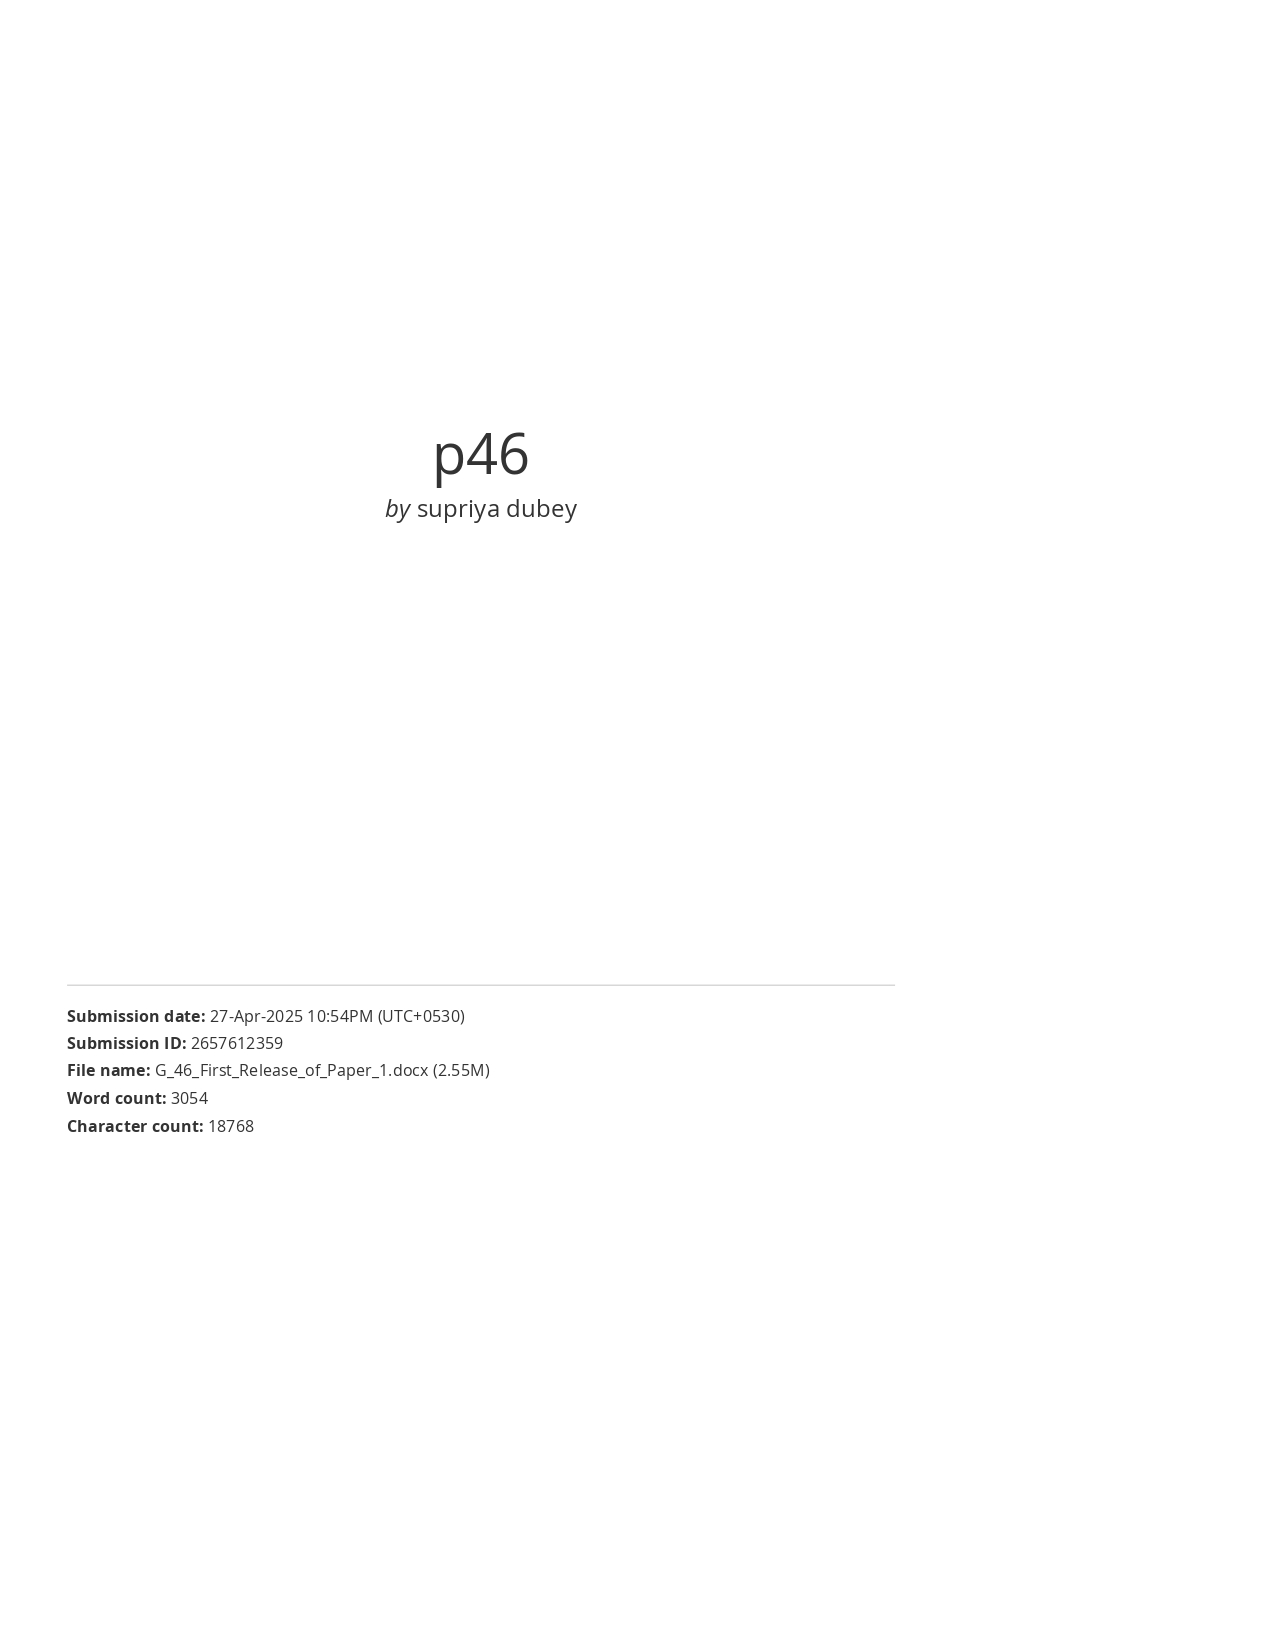 p46
by supriya dubey
Submission date: 27-Apr-2025 10:54PM (UTC+0530)
Submission ID: 2657612359
File name: G_46_First_Release_of_Paper_1.docx (2.55M)
Word count: 3054
Character count: 18768